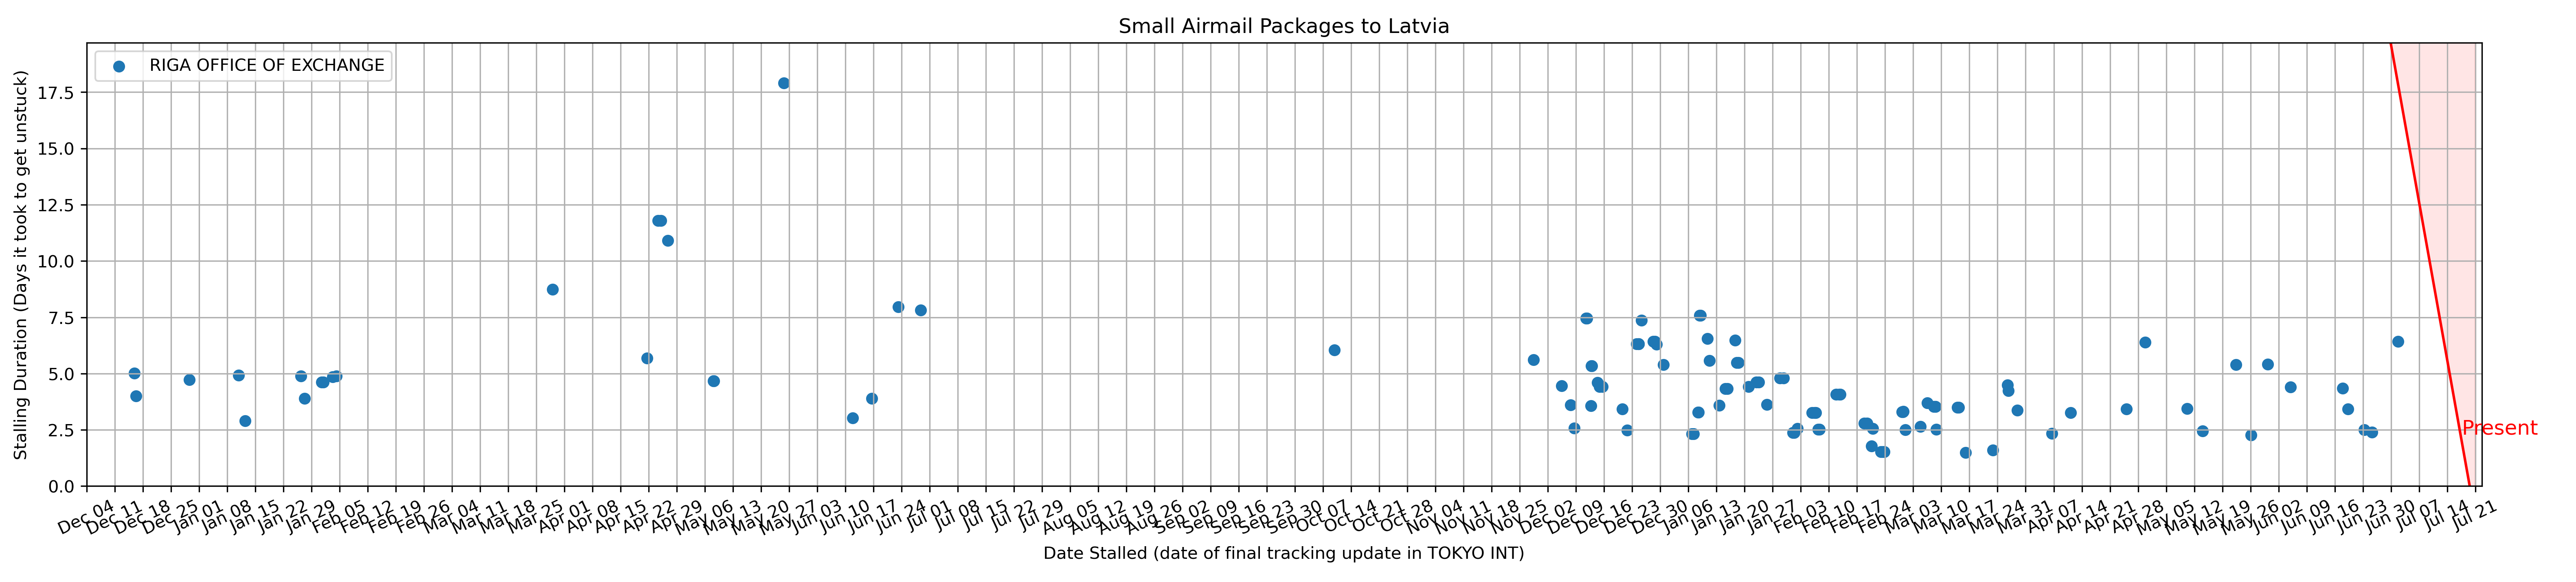 Small Airmail Packages to Latvia
RIGA OFFICE OF EXCHANGE
Stalling Duration (Days it took to get unstuck)
17.5
15.0
12.5
10.0
7.5
5.0
2.5
0.0
Present
Dec 04 Dec 11 Dec 18 Dec 25 Jan 01 Jan 08 Jan 15 Jan 22 Jan 29 Feb 05 Feb 12 Feb 19 Feb 26 Mar 04 Mar 11 Mar 18 Mar 25 Apr 01 Apr 08 Apr 15 Apr 22 Apr 29 May 06 May 13 May 20 May 27 Jun 03 Jun 10 Jun 17 Jun 24 Jul 01 Jul 08 Jul 15 Jul 22 Jul 29 Aug 05 Aug 12 Aug 19 Aug 26 Sep 02 Sep 09 Sep 16 Sep 23 Sep 30 Oct 07 Oct 14 Oct 21 Oct 28 Nov 04 Nov 11 Nov 18 Nov 25 Dec 02 Dec 09 Dec 16 Dec 23 Dec 30 Jan 06 Jan 13 Jan 20 Jan 27 Feb 03 Feb 10 Feb 17 Feb 24 Mar 03 Mar 10 Mar 17 Mar 24 Mar 31 Apr 07 Apr 14 Apr 21 Apr 28 May 05 May 12 May 19 May 26 Jun 02 Jun 09 Jun 16 Jun 23 Jun 30 Jul 07 Jul 14 Jul 21
Date Stalled (date of final tracking update in TOKYO INT)